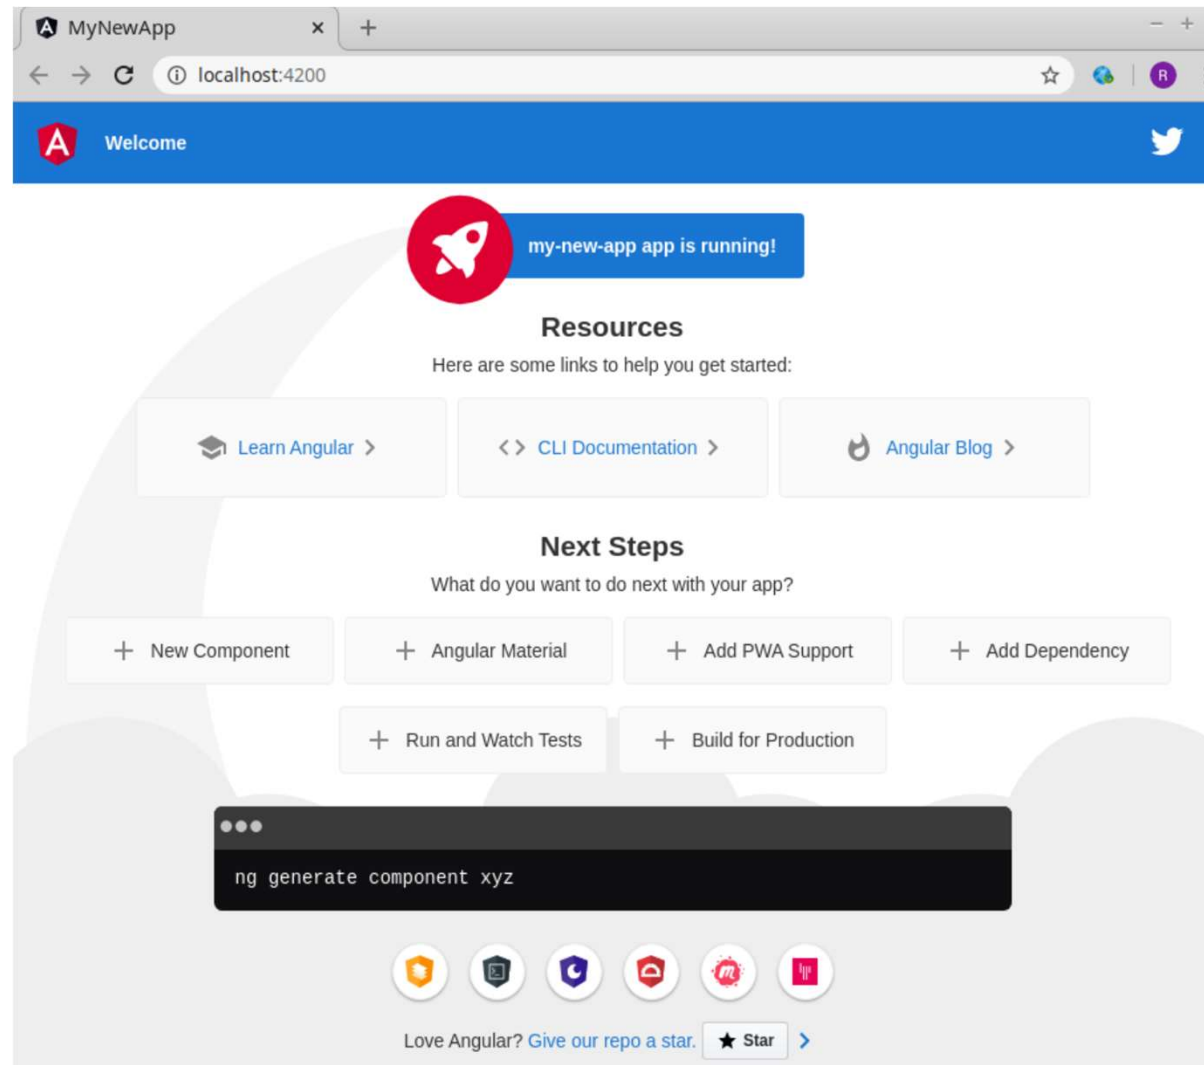 MyNewApp
localhost:4200
R
Welcome
my-new-app app is running!
Resources
Here are some links to help you get started:
Learn Angular
CLI Documentation
Angular Blog
Next Steps
What do you want to do next with your app?
New Component
Angular Material
Add PWA Support
Add Dependency
Run and Watch Tests
Build for Production
ng generate component xyz
Love Angular? Give our repo a star. Star